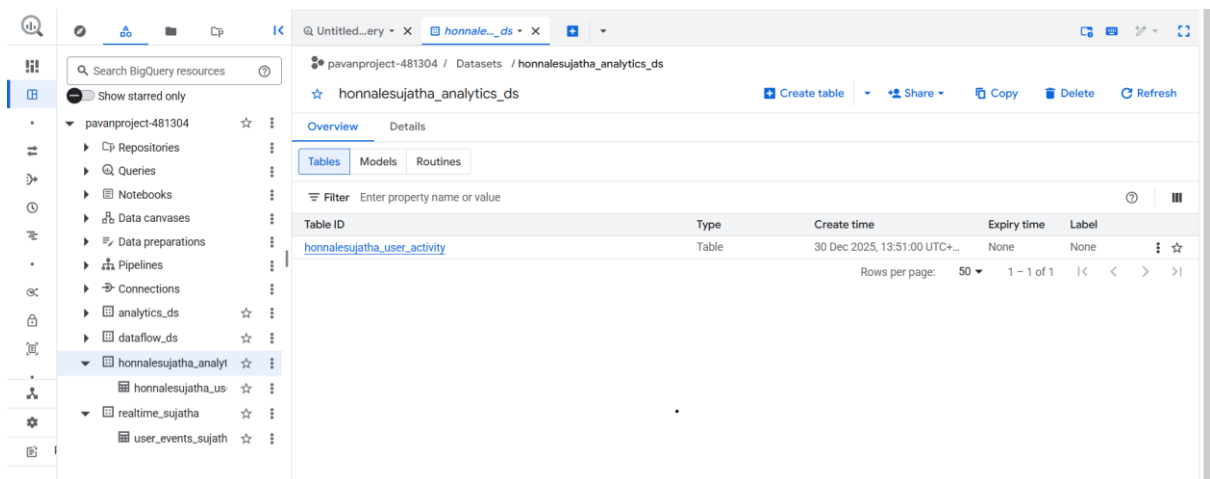 Untitled...ery
honnale..._ds
Search BigQuery resources
Show starred only
pavanproject-481304
Repositories
Queries
Notebooks
Data canvases
Data preparations
Pipelines
Connections
analytics_ds
dataflow_ds
honnalesujatha_analyt
honnalesujatha_us
realtime_sujatha
user_events_sujath
pavanproject-481304 / Datasets / honnalesujatha_analytics_ds
honnalesujatha_analytics_ds
Create table Share Copy Delete Refresh
Overview Details
Tables Models Routines
Filter Enter property name or value
Table ID Type Create time Expiry time Label
honnalesujatha_user_activity Table 30 Dec 2025, 13:51:00 UTC+... None None
Rows per page: 50 1 – 1 of 1